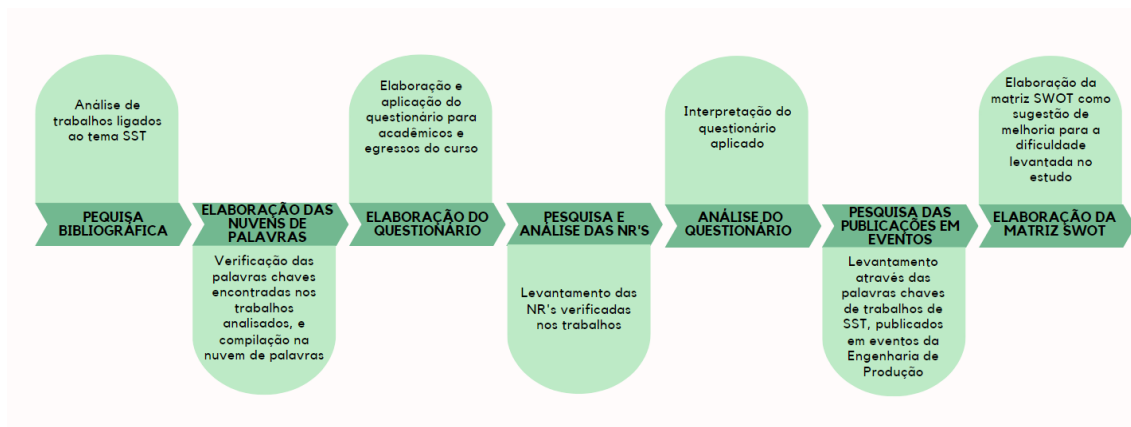 Análise de
trabalhos ligados
ao tema SST
PEQUISA
BIBLIOGRÁFICA
ELABORAÇÃO DAS
NUVENS DE
PALAVRAS
Verificação das
palavras chaves
encontradas nos
trabalhos
analisados, e
compilação na
nuvem de palavras
Elaboração e
aplicação do
questionário para
acadêmicos e
egressos do curso
ELABORAÇÃO DO
QUESTIONÁRIO
PESQUISA E
ANÁLISE DAS NR'S
Levantamento das
NR's verificadas
nos trabalhos
Interpretação do
questionário
aplicado
ANÁLISE DO
QUESTIONÁRIO
PESQUISA DAS
PUBLICAÇÕES EM
EVENTOS
Levantamento
através das
palavras chaves
de trabalhos de
SST, publicados
em eventos da
Engenharia de
Produção
Elaboração da
matriz SWOT como
sugestão de
melhoria para a
dificuldade
levantada no
estudo
ELABORAÇÃO DA
MATRIZ SWOT